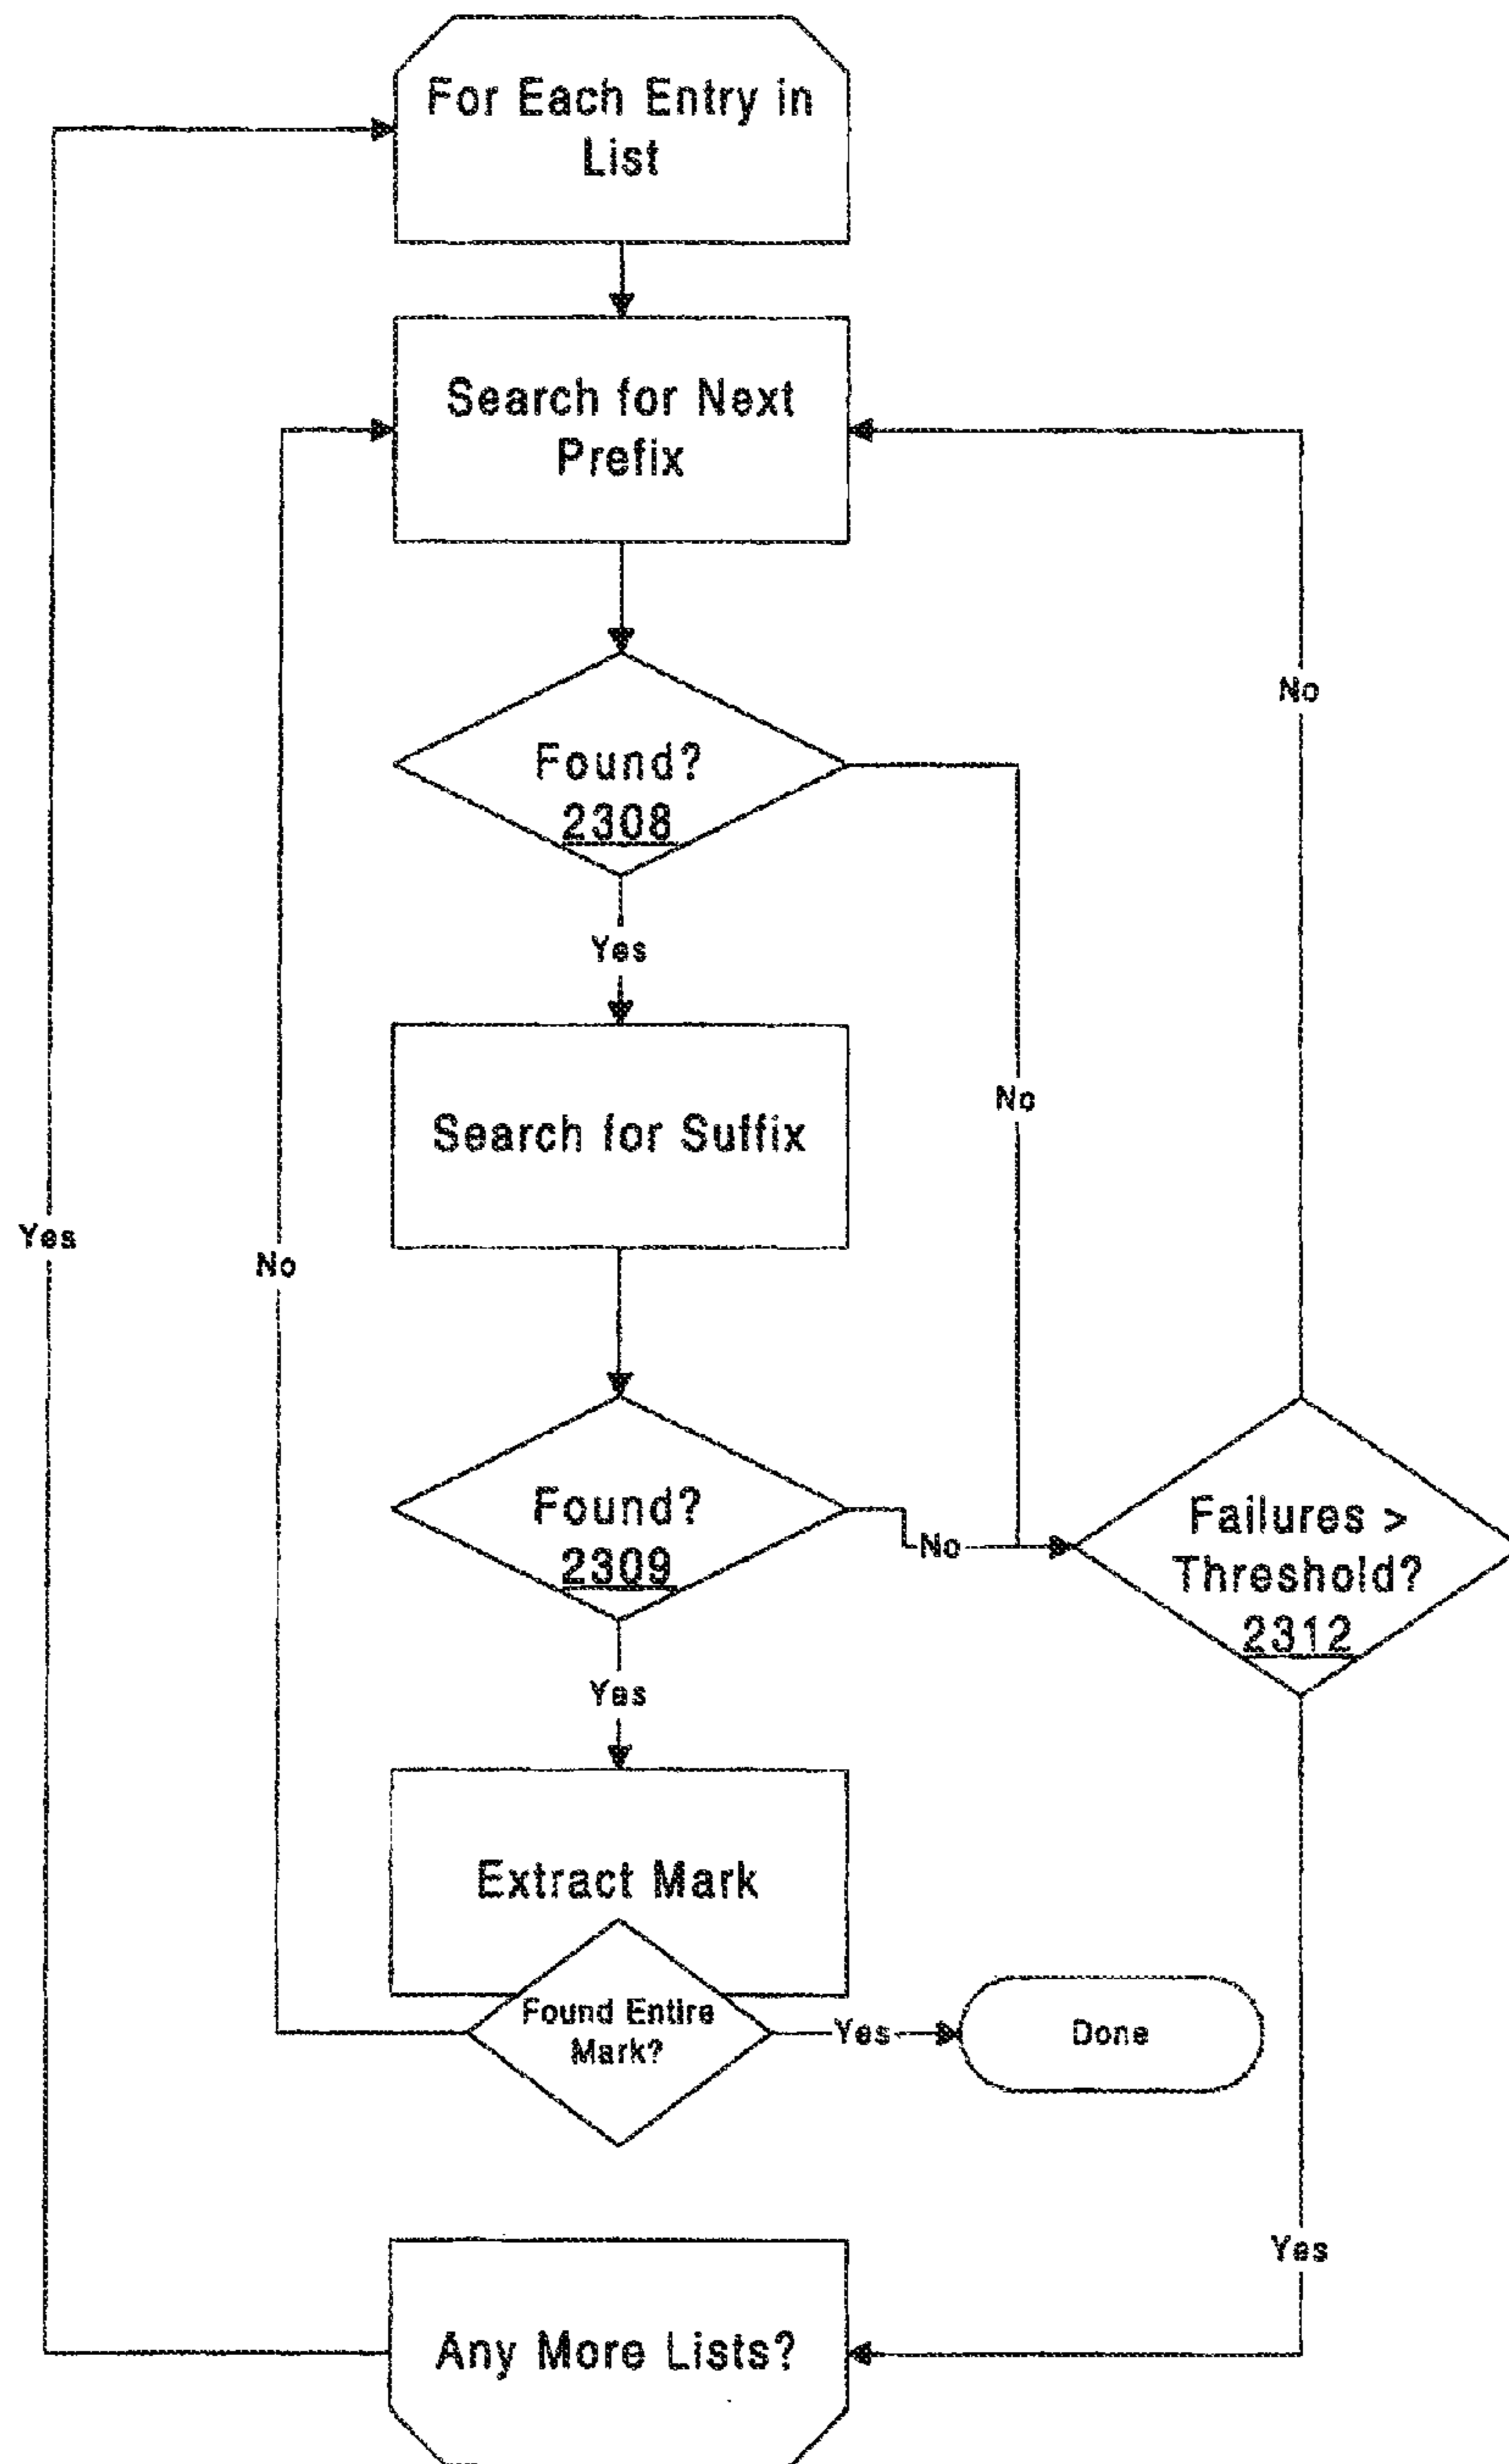 For Each Entry in
List
Search for Next
Prefix
No
Found?
2308
Yes
Search for Suffix
No
Yes
No
Found?
2309
No
Failures >
Threshold?
2312
Yes
Extract Mark
Found Entire
Mark?
Yes
Done
Yes
Any More Lists?